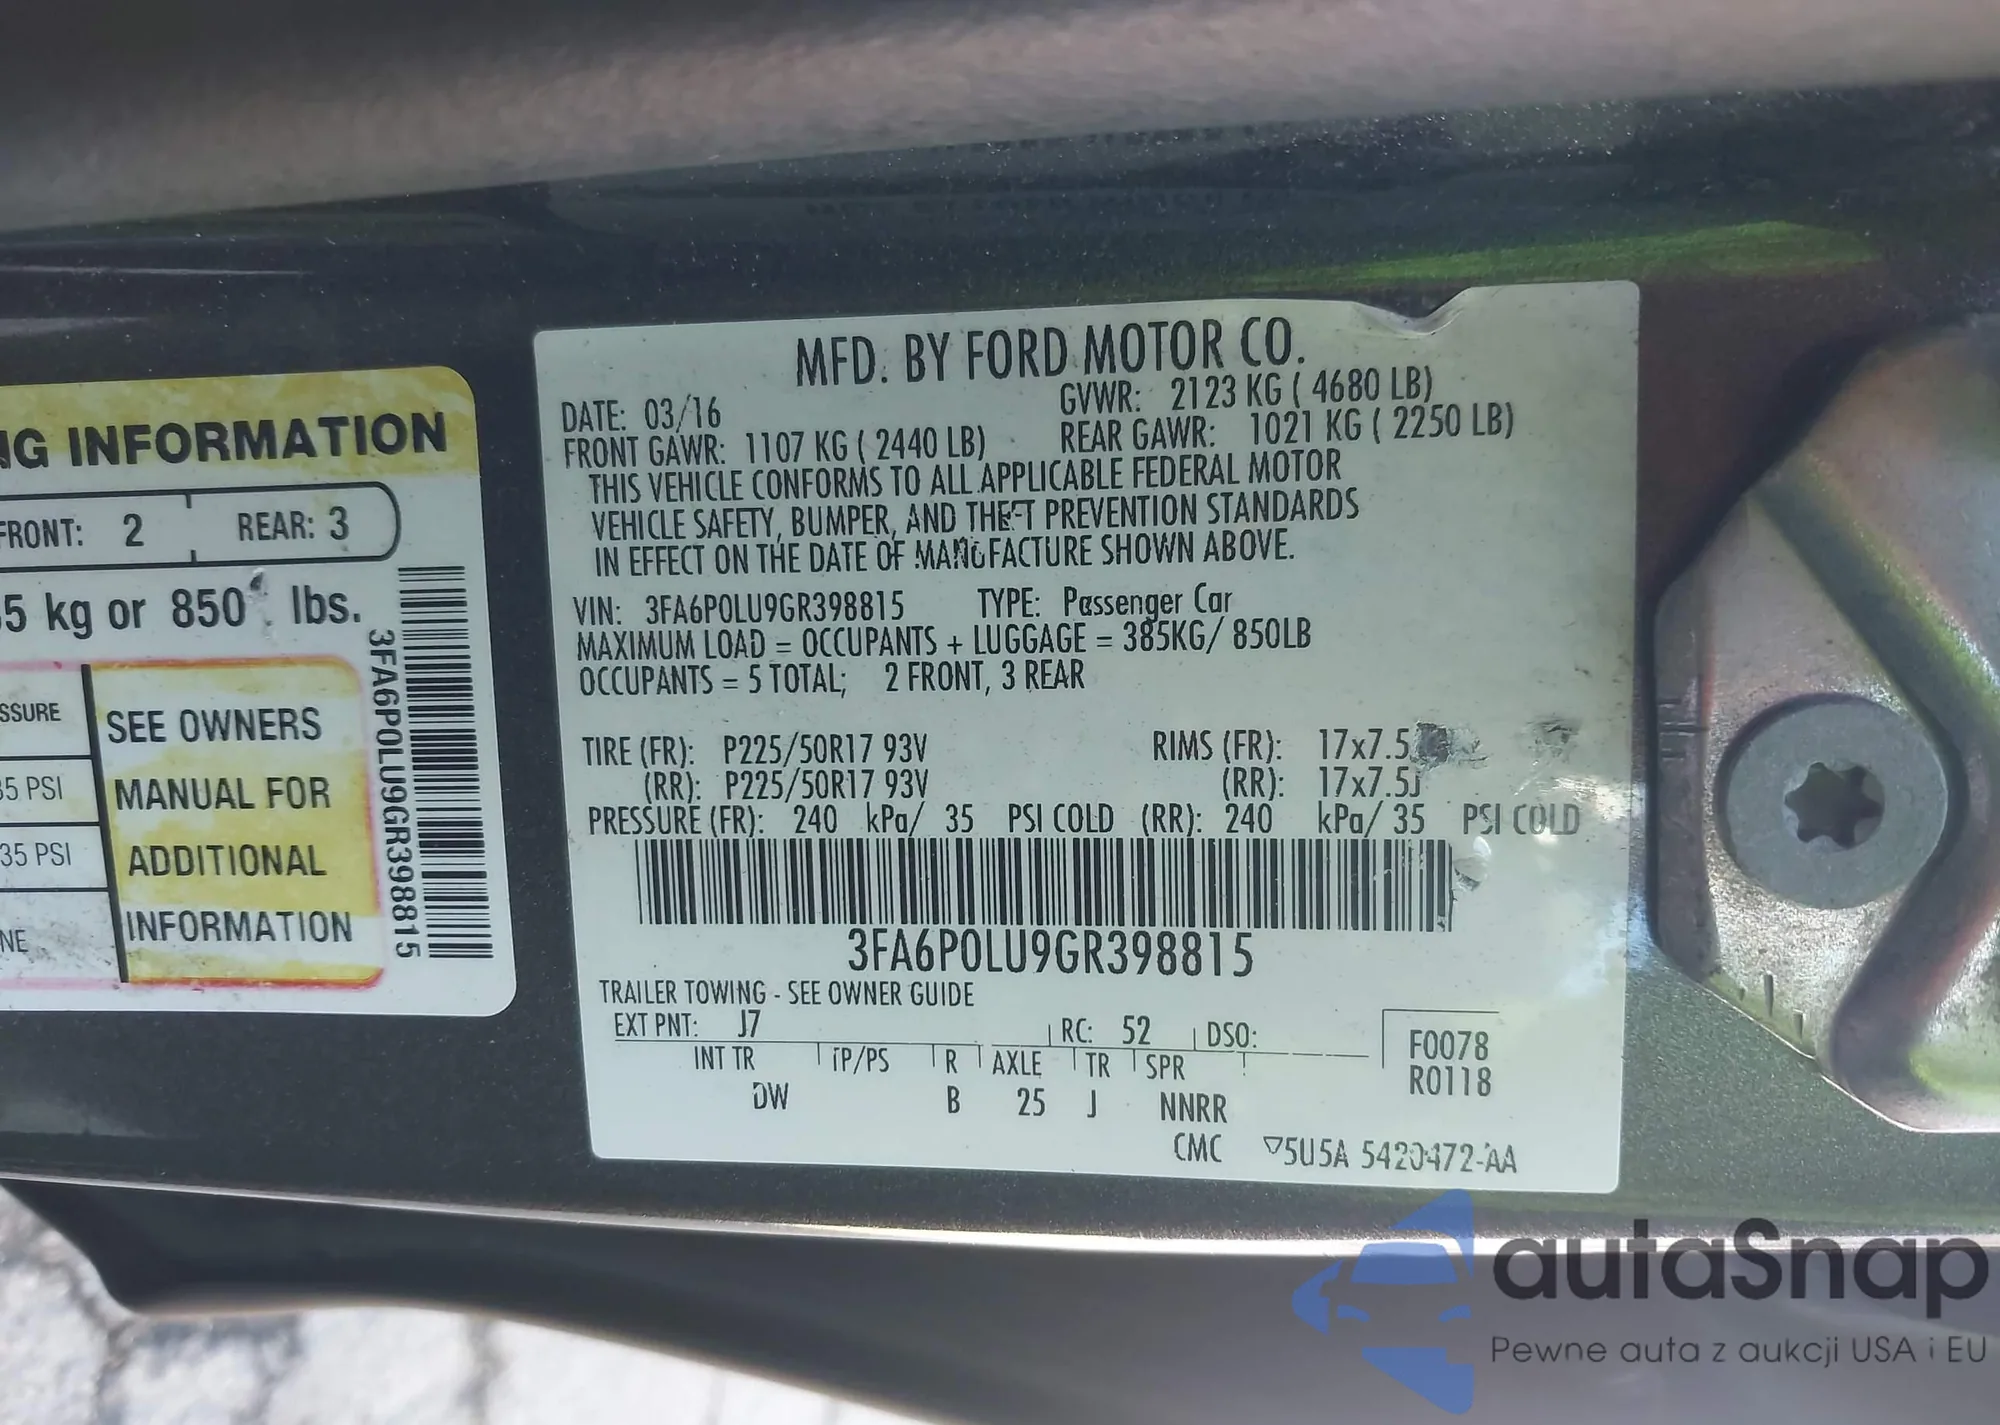 NG INFORMATION
FRONT: 2 REAR: 3
5 kg or 850 lbs.
3FA6P0LU9GR398815
SSURE
SEE OWNERS
35 PSI
MANUAL FOR
35 PSI
ADDITIONAL
NE
INFORMATION
MFD. BY FORD MOTOR CO.
DATE: 03/16 GVWR: 2123 KG ( 4680 LB)
FRONT GAWR: 1107 KG ( 2440 LB) REAR GAWR: 1021 KG ( 2250 LB)
THIS VEHICLE CONFORMS TO ALL APPLICABLE FEDERAL MOTOR
VEHICLE SAFETY, BUMPER, AND THEFT PREVENTION STANDARDS
IN EFFECT ON THE DATE OF MANUFACTURE SHOWN ABOVE.
VIN: 3FA6P0LU9GR398815 TYPE: Passenger Car
MAXIMUM LOAD = OCCUPANTS + LUGGAGE = 385KG/ 850LB
OCCUPANTS = 5 TOTAL; 2 FRONT, 3 REAR
TIRE (FR): P225/50R17 93V RIMS (FR): 17x7.5
(RR): P225/50R17 93V (RR): 17x7.5J
PRESSURE (FR): 240 kPa/ 35 PSI COLD (RR): 240 kPa/ 35 PSI COLD
3FA6P0LU9GR398815
TRAILER TOWING - SEE OWNER GUIDE
EXT PNT: J7 RC: 52 DSO:
INT TR TP/PS R AXLE TR SPR
DW B 25 J NNRR
F0078
R0118
CMC ▽5U5A 5420472-AA
autaSnap
Pewne auta z aukcji USA i EU